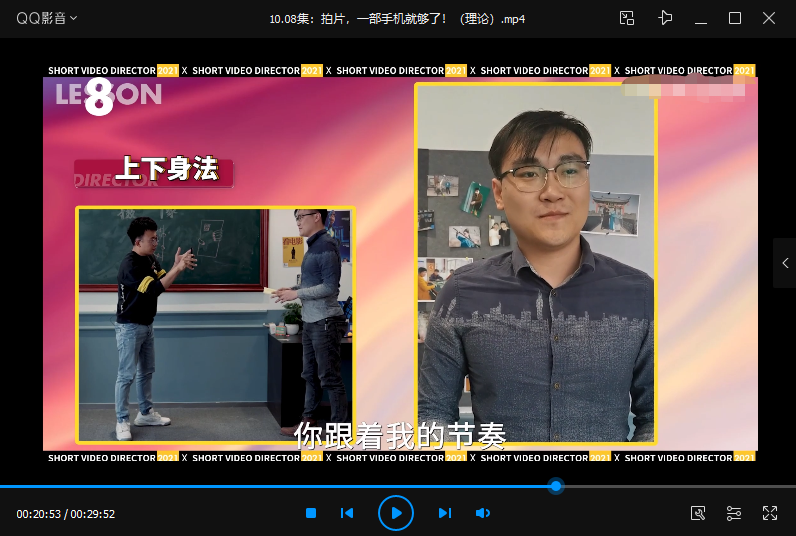 QQ影音
10.08集：拍片，一部手机就够了！（理论）.mp4
SHORT VIDEO DIRECTOR 2021 X SHORT VIDEO DIRECTOR 2021 X SHORT VIDEO DIRECTOR 2021 X SHORT VIDEO DIRECTOR 2021 X SHORT VIDEO DIRECTOR 2021
LE8ON
上下身法
DIRECTOR
你跟着我的节奏
SHORT VIDEO DIRECTOR 2021 X SHORT VIDEO DIRECTOR 2021 X SHORT VIDEO DIRECTOR 2021 X SHORT VIDEO DIRECTOR 2021 X SHORT VIDEO DIRECTOR 2021
00:20:53 / 00:29:52